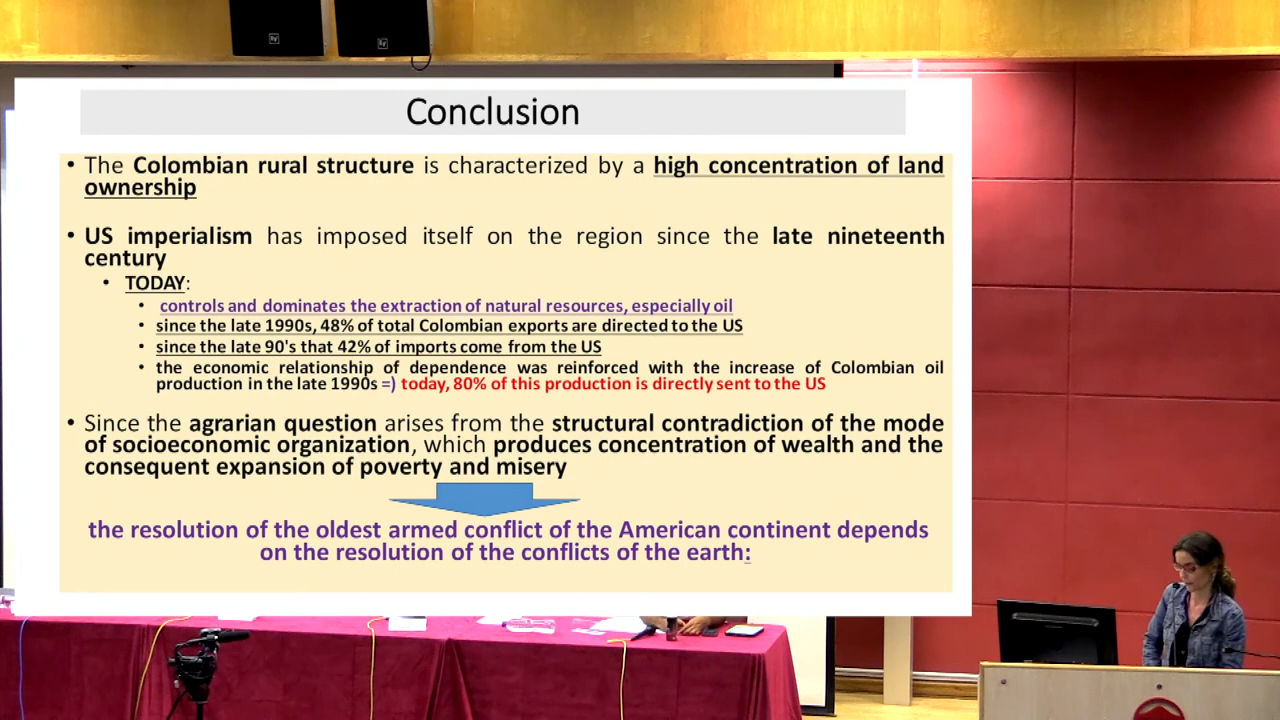 Conclusion
• The Colombian rural structure is characterized by a high concentration of land
ownership
• US imperialism has imposed itself on the region since the late nineteenth
century
• TODAY:
• controls and dominates the extraction of natural resources, especially oil
• since the late 1990s, 48% of total Colombian exports are directed to the US
• since the late 90's that 42% of imports come from the US
• the economic relationship of dependence was reinforced with the increase of Colombian oil
production in the late 1990s =) today, 80% of this production is directly sent to the US
• Since the agrarian question arises from the structural contradiction of the mode
of socioeconomic organization, which produces concentration of wealth and the
consequent expansion of poverty and misery
the resolution of the oldest armed conflict of the American continent depends
on the resolution of the conflicts of the earth: